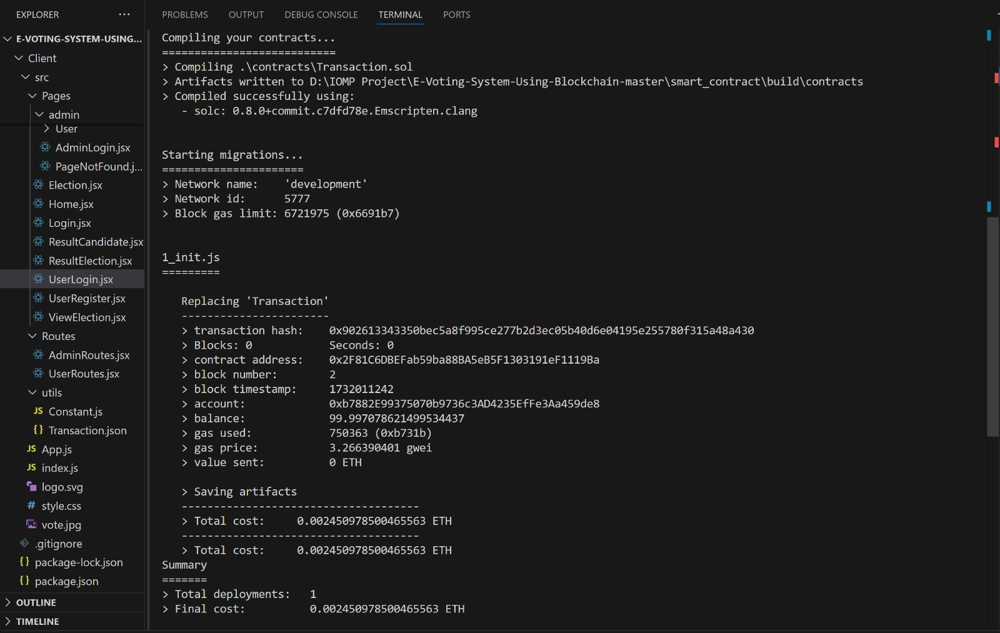 EXPLORER
...
E-VOTING-SYSTEM-USING...
Client
src
Pages
admin
User
AdminLogin.jsx
PageNotFound.j...
Election.jsx
Home.jsx
Login.jsx
ResultCandidate.jsx
ResultElection.jsx
UserLogin.jsx
UserRegister.jsx
ViewElection.jsx
Routes
AdminRoutes.jsx
UserRoutes.jsx
utils
JS Constant.js
{} Transaction.json
JS App.js
JS index.js
logo.svg
# style.css
vote.jpg
.gitignore
{} package-lock.json
{} package.json
OUTLINE
TIMELINE
PROBLEMS OUTPUT DEBUG CONSOLE TERMINAL PORTS
Compiling your contracts...
===========================
> Compiling .\contracts\Transaction.sol
> Artifacts written to D:\IOMP Project\E-Voting-System-Using-Blockchain-master\smart_contract\build\contracts
> Compiled successfully using:
- solc: 0.8.0+commit.c7dfd78e.Emscripten.clang
Starting migrations...
======================
> Network name: 'development'
> Network id: 5777
> Block gas limit: 6721975 (0x6691b7)
1_init.js
=========
Replacing 'Transaction'
-----------------------
> transaction hash: 0x902613343350bec5a8f995ce277b2d3ec05b40d6e04195e255780f315a48a430
> Blocks: 0 Seconds: 0
> contract address: 0x2F81C6DBEFab59ba88BA5eB5F1303191eF1119Ba
> block number: 2
> block timestamp: 1732011242
> account: 0xb7882E99375070b9736c3AD4235EfFe3Aa459de8
> balance: 99.997078621499534437
> gas used: 750363 (0xb731b)
> gas price: 3.266390401 gwei
> value sent: 0 ETH
> Saving artifacts
-------------------------------------
> Total cost: 0.002450978500465563 ETH
-------------------------------------
> Total cost: 0.002450978500465563 ETH
Summary
=======
> Total deployments: 1
> Final cost: 0.002450978500465563 ETH